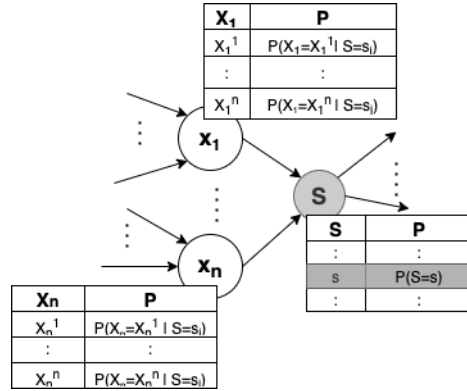 X₁ P
X₁¹ P(X₁=X₁¹ | S=sᵢ)
: :
X₁ⁿ P(X₁=X₁ⁿ | S=sᵢ)
x₁
S
xₙ
S P
: :
s P(S=s)
: :
Xₙ P
Xₙ¹ P(Xₙ=Xₙ¹ | S=sᵢ)
: :
Xₙⁿ P(Xₙ=Xₙⁿ | S=sᵢ)